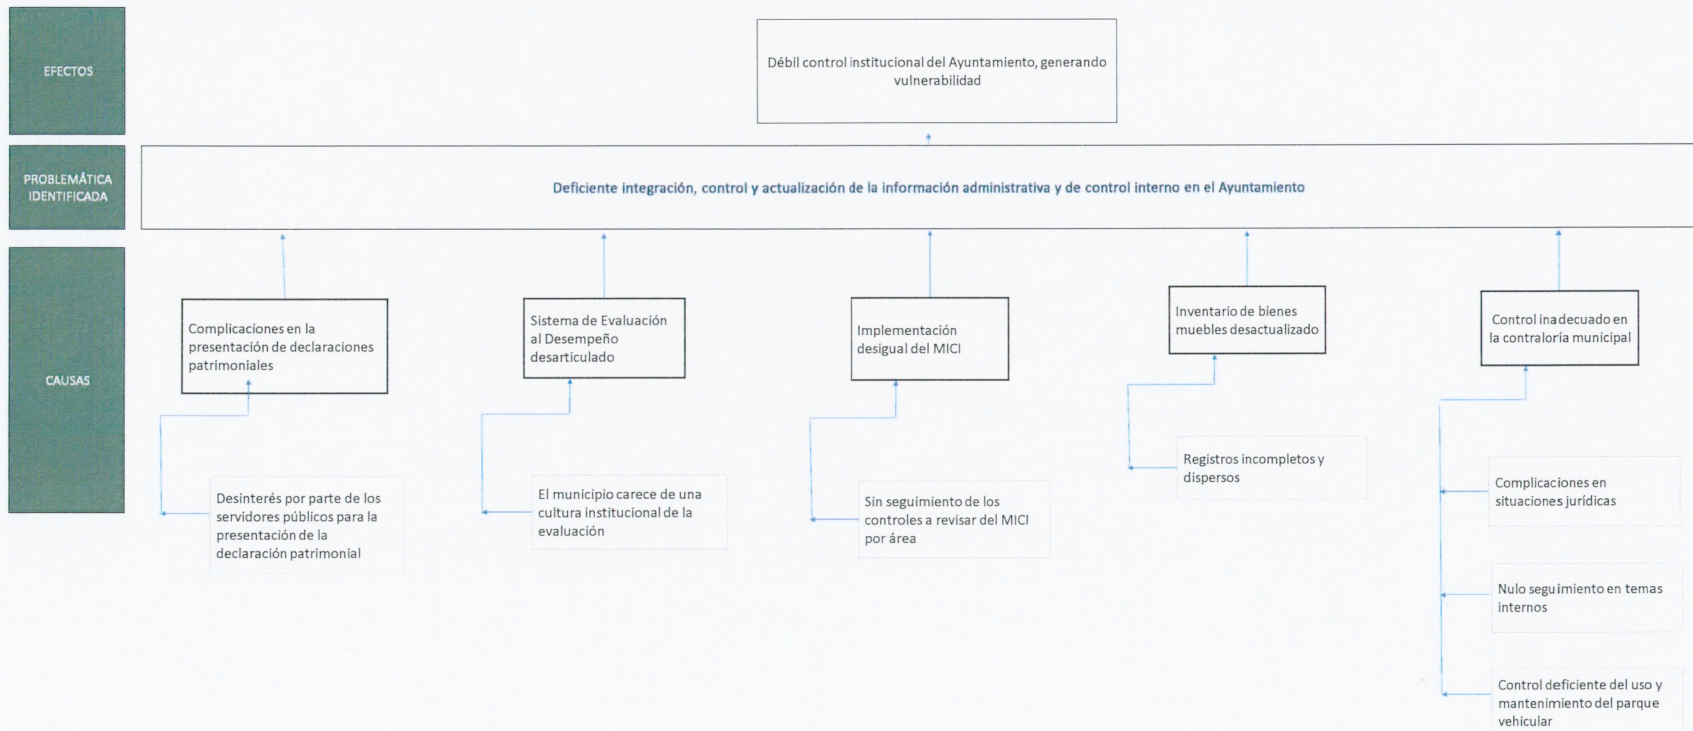 EFECTOS
Débil control institucional del Ayuntamiento, generando
vulnerabilidad
PROBLEMÁTICA
IDENTIFICADA
Deficiente integración, control y actualización de la información administrativa y de control interno en el Ayuntamiento
CAUSAS
Complicaciones en la
presentación de declaraciones
patrimoniales
Sistema de Evaluación
al Desempeño
desarticulado
Implementación
desigual del MICI
Inventario de bienes
muebles desactualizado
Control inadecuado en
la contraloría municipal
Desinterés por parte de los
servidores públicos para la
presentación de la
declaración patrimonial
El municipio carece de una
cultura institucional de la
evaluación
Sin seguimiento de los
controles a revisar del MICI
por área
Registros incompletos y
dispersos
Complicaciones en
situaciones jurídicas
Nulo seguimiento en temas
internos
Control deficiente del uso y
mantenimiento del parque
vehicular